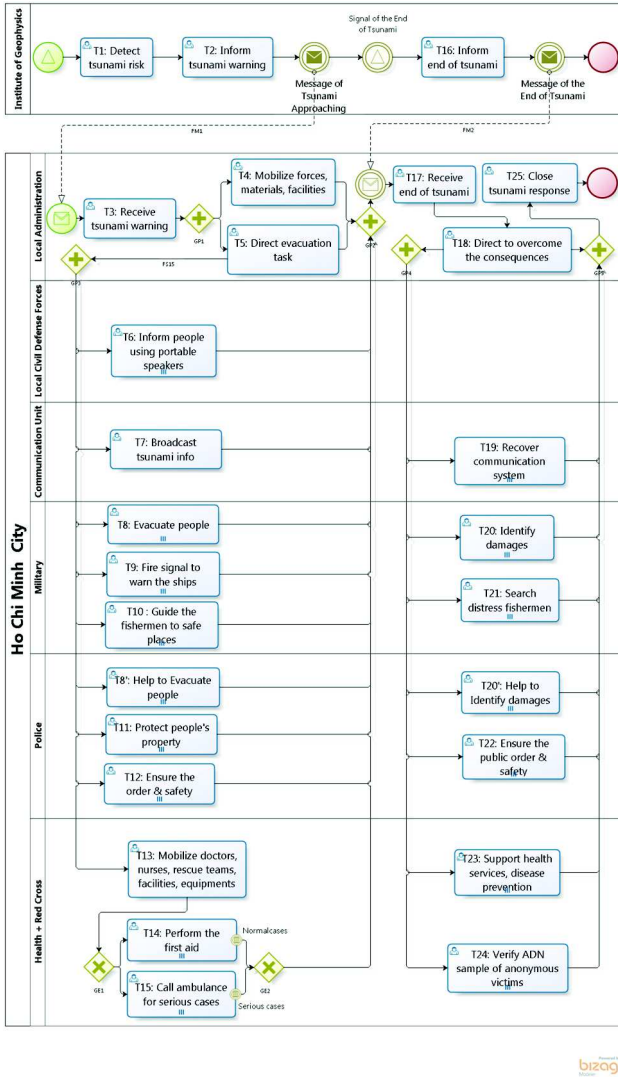 Institute of Geophysics
T1: Detect
tsunami risk
T2: Inform
tsunami warning
Message of
Tsunami
Approaching
Signal of the End
of Tsunami
T16: Inform
end of tsunami
Message of the
End of Tsunami
FM1
FM2
Ho Chi Minh City
Local Administration
T3: Receive
tsunami warning
GP1
T4: Mobilize forces,
materials, facilities
T5: Direct evacuation
task
GP2
FS15
GP3
T17: Receive
end of tsunami
T25: Close
tsunami response
T18: Direct to overcome
the consequences
GP4
GP5
Local Civil Defense Forces
T6: Inform people
using portable
speakers
Communication Unit
T7: Broadcast
tsunami info
T19: Recover
communication
system
Military
T8: Evacuate people
T9: Fire signal to
warn the ships
T10 : Guide the
fishermen to safe
places
T20: Identify
damages
T21: Search
distress fishermen
Police
T8': Help to Evacuate
people
T11: Protect people's
property
T12: Ensure the
order & safety
T20': Help to
Identify damages
T22: Ensure the
public order &
safety
Health + Red Cross
T13: Mobilize doctors,
nurses, rescue teams,
facilities, equipments
GE1
T14: Perform the
first aid
Normalcases
T15: Call ambulance
for serious cases
Serious cases
GE2
T23: Support health
services, disease
prevention
T24: Verify ADN
sample of anonymous
victims
Powered by
bizagi
Modeler